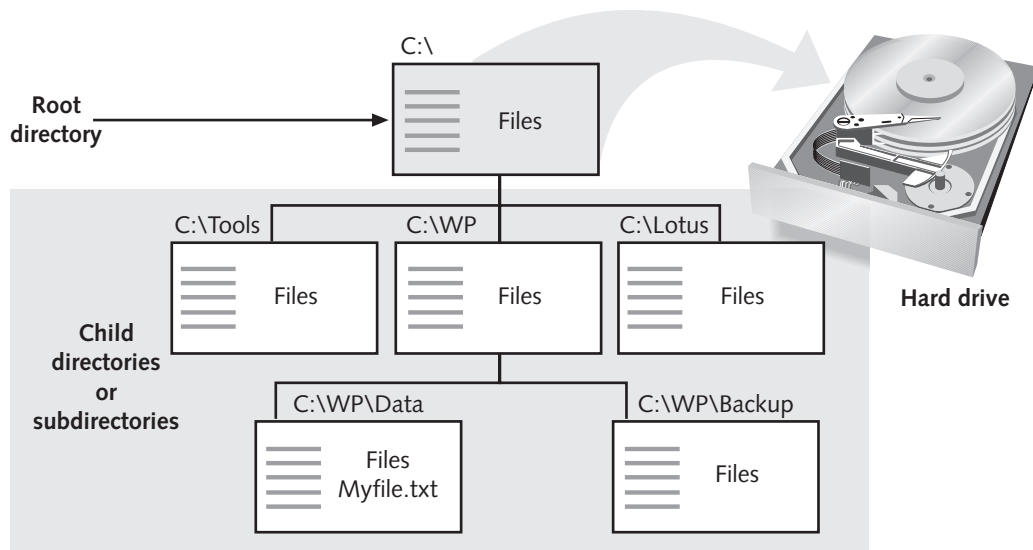 C:\
Root
directory
Files
C:\Tools
C:\WP
C:\Lotus
Files
Files
Files
Hard drive
Child
directories
or
subdirectories
C:\WP\Data
C:\WP\Backup
Files
Myfile.txt
Files